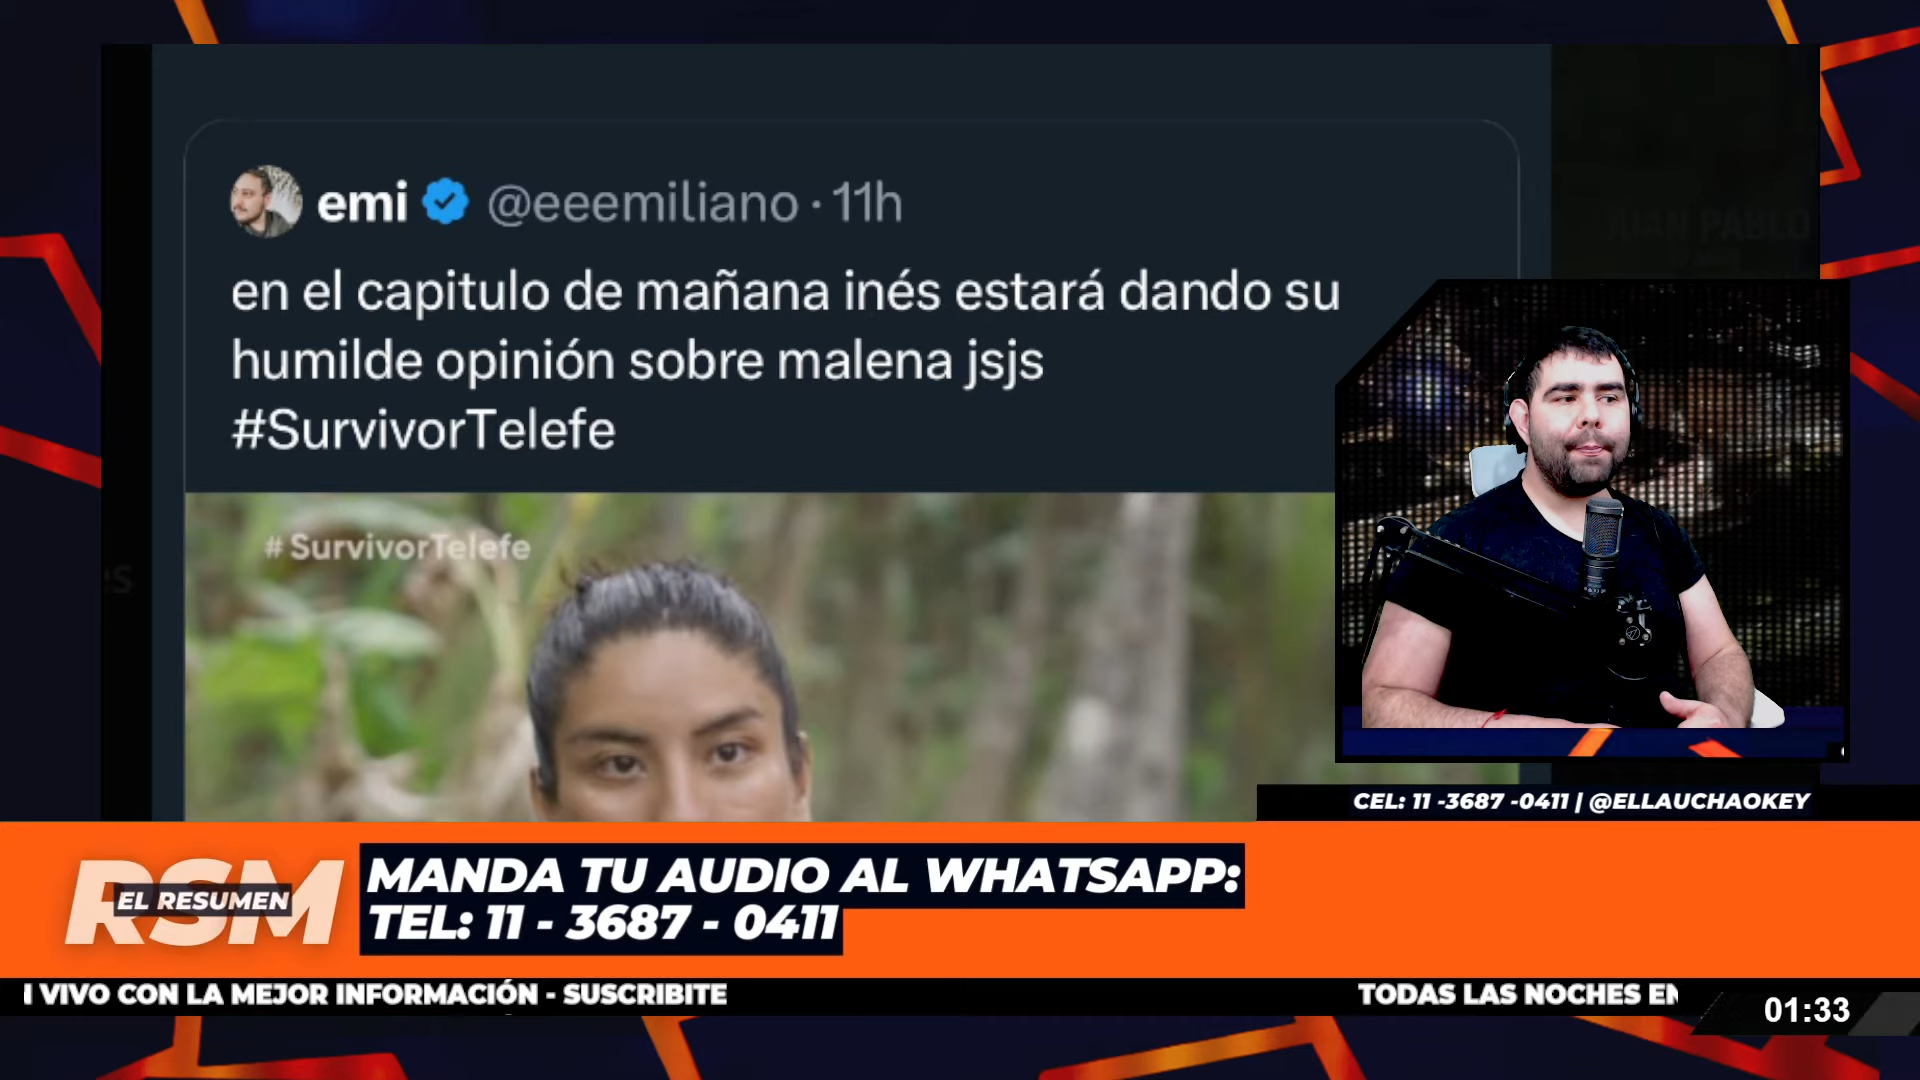 emi @eeemiliano · 11h
en el capitulo de mañana inés estará dando su
humilde opinión sobre malena jsjs
#SurvivorTelefe
# SurvivorTelefe
JUAN PABLO
CEL: 11 -3687 -0411 | @ELLAUCHAOKEY
RSM
EL RESUMEN
MANDA TU AUDIO AL WHATSAPP:
TEL: 11 - 3687 - 0411
VIVO CON LA MEJOR INFORMACIÓN - SUSCRIBITE
TODAS LAS NOCHES EN
01:33